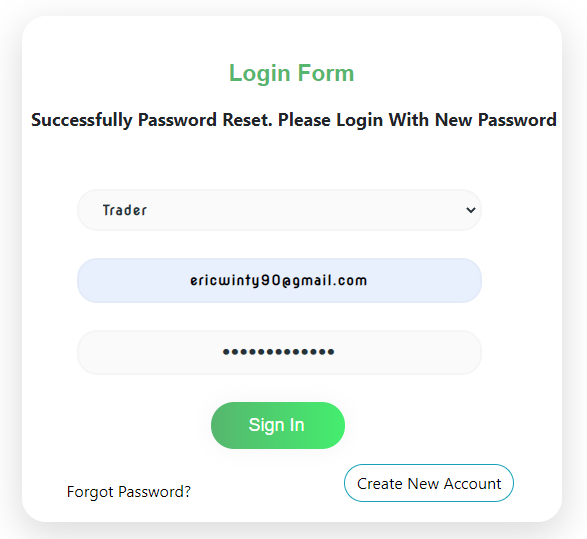 Login Form
Successfully Password Reset. Please Login With New Password
Trader
ericwinty90@gmail.com
•••••••••••••
Sign In
Forgot Password?
Create New Account